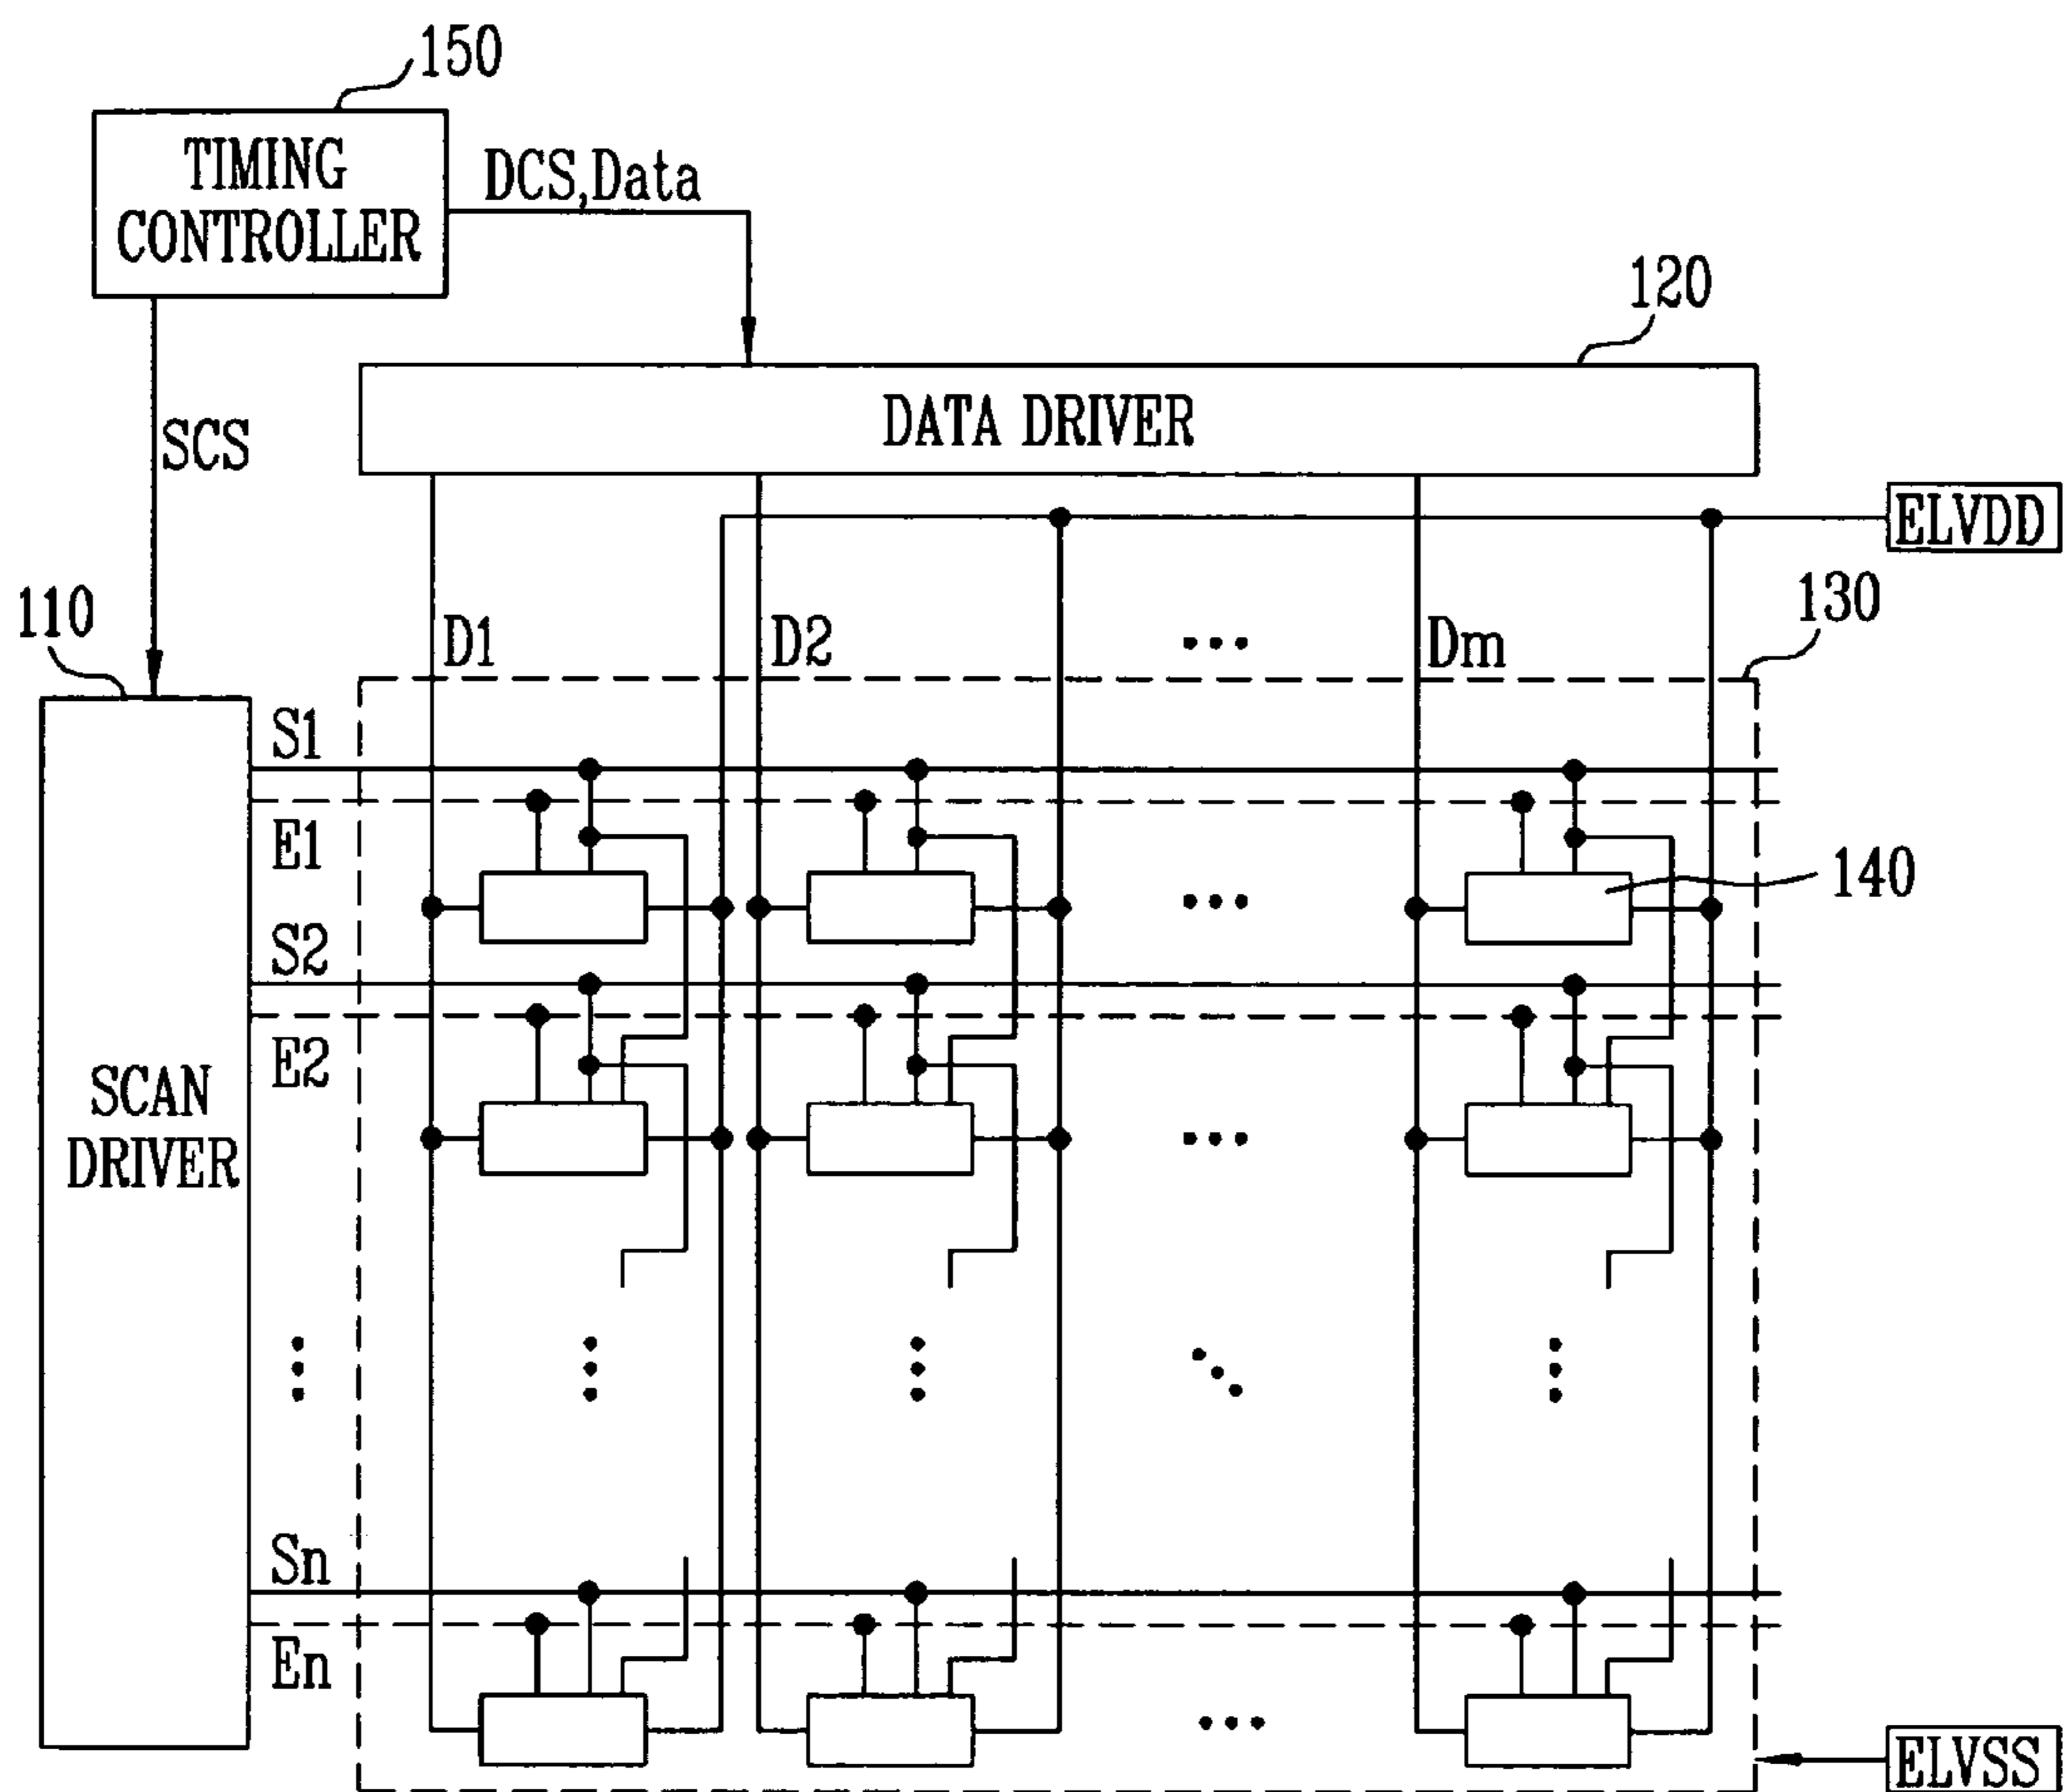 150
TIMING
CONTROLLER
DCS,Data
120
DATA DRIVER
SCS
ELVDD
110
130
D1
D2
Dm
S1
E1
140
S2
E2
SCAN
DRIVER
Sn
En
ELVSS